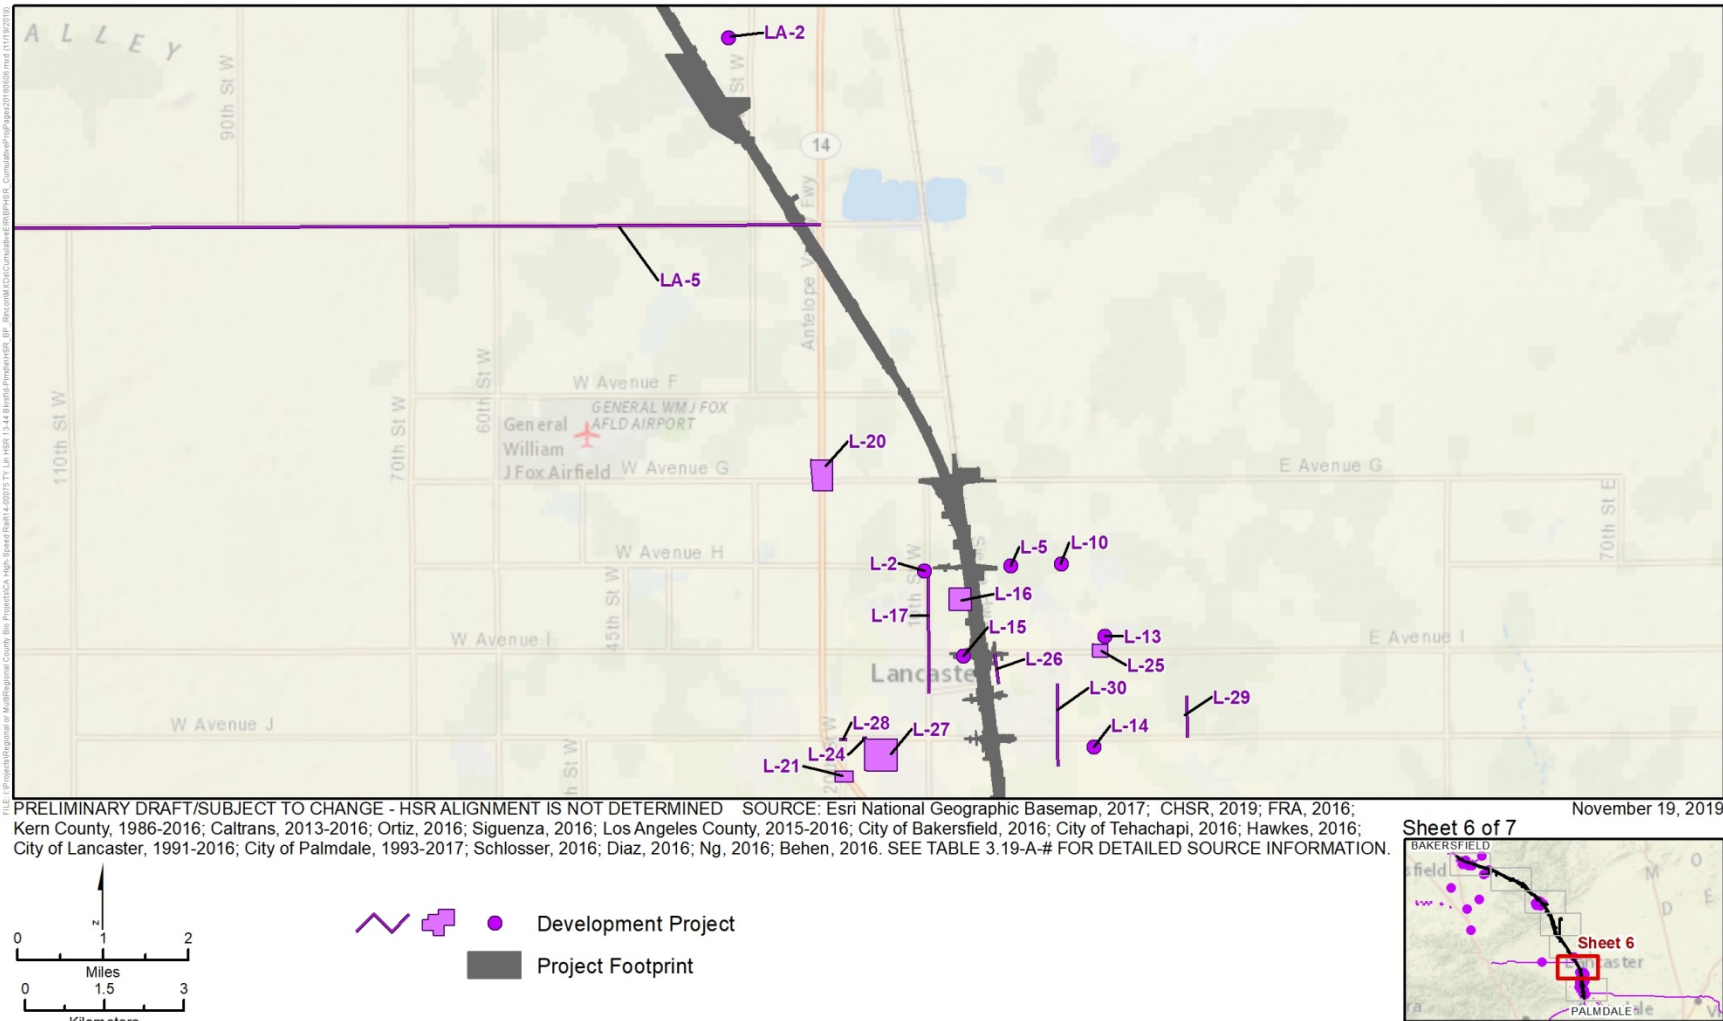 ALLEY
90th St W
St W
LA-2
14
Antelope Vly Fwy
LA-5
110th St W
70th St W
60th St W
W Avenue F
GENERAL WM J FOX
AFLD AIRPORT
General
William
J Fox Airfield
W Avenue G
E Avenue G
70th St E
L-20
W Avenue H
45th St W
L-5
L-10
L-2
L-16
L-17
L-15
W Avenue I
E Avenue I
L-13
L-25
L-26
Lancaste
L-30
L-29
W Avenue J
L-28
L-27
L-14
L-24
L-21
St W
PRELIMINARY DRAFT/SUBJECT TO CHANGE - HSR ALIGNMENT IS NOT DETERMINED SOURCE: Esri National Geographic Basemap, 2017; CHSR, 2019; FRA, 2016;
Kern County, 1986-2016; Caltrans, 2013-2016; Ortiz, 2016; Siguenza, 2016; Los Angeles County, 2015-2016; City of Bakersfield, 2016; City of Tehachapi, 2016; Hawkes, 2016;
City of Lancaster, 1991-2016; City of Palmdale, 1993-2017; Schlosser, 2016; Diaz, 2016; Ng, 2016; Behen, 2016. SEE TABLE 3.19-A-# FOR DETAILED SOURCE INFORMATION.
November 19, 2019
Sheet 6 of 7
BAKERSFIELD
sfield
M O
D E
Sheet 6
Lancaster
PALMDALE
N
0 1 2
Miles
0 1.5 3
Kilometers
Development Project
Project Footprint